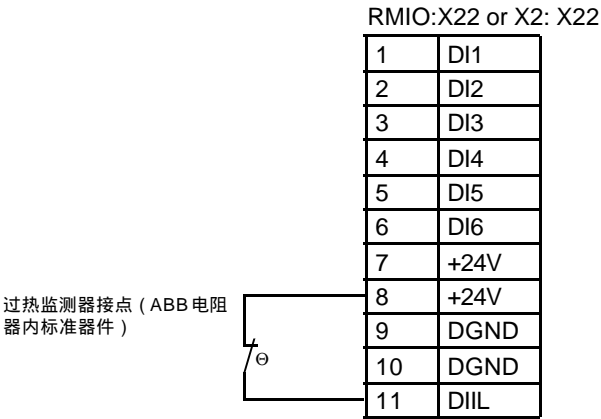 RMIO:X22 or X2: X22
1 DI1
2 DI2
3 DI3
4 DI4
5 DI5
6 DI6
7 +24V
8 +24V
9 DGND
10 DGND
11 DIIL
过热监测器接点 ( ABB 电阻
器内标准器件 )
Θ